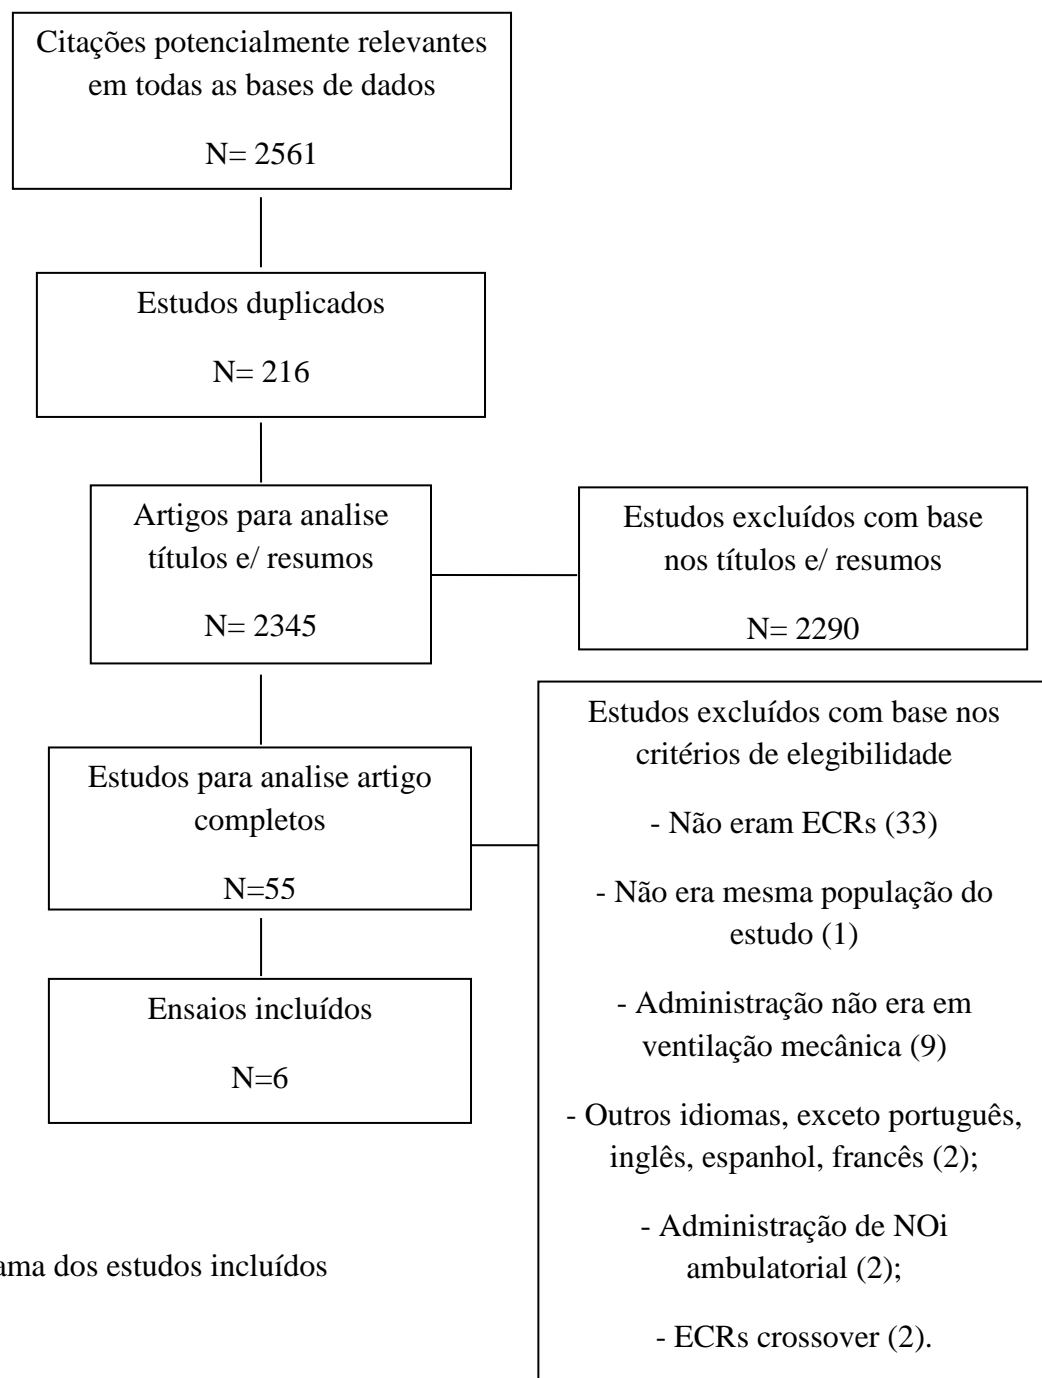 Citações potencialmente relevantes
em todas as bases de dados
N= 2561
Estudos duplicados
N= 216
Artigos para analise
títulos e/ resumos
N= 2345
Estudos excluídos com base
nos títulos e/ resumos
N= 2290
Estudos para analise artigo
completos
N=55
Estudos excluídos com base nos
critérios de elegibilidade
- Não eram ECRs (33)
- Não era mesma população do
estudo (1)
- Administração não era em
ventilação mecânica (9)
- Outros idiomas, exceto português,
inglês, espanhol, francês (2);
- Administração de NOi
ambulatorial (2);
- ECRs crossover (2).
Ensaios incluídos
N=6
ama dos estudos incluídos